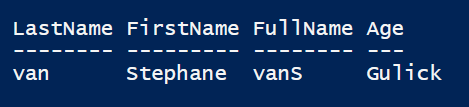 LastName FirstName FullName Age
-------- --------- -------- ---
van      Stephane  vanS     Gulick